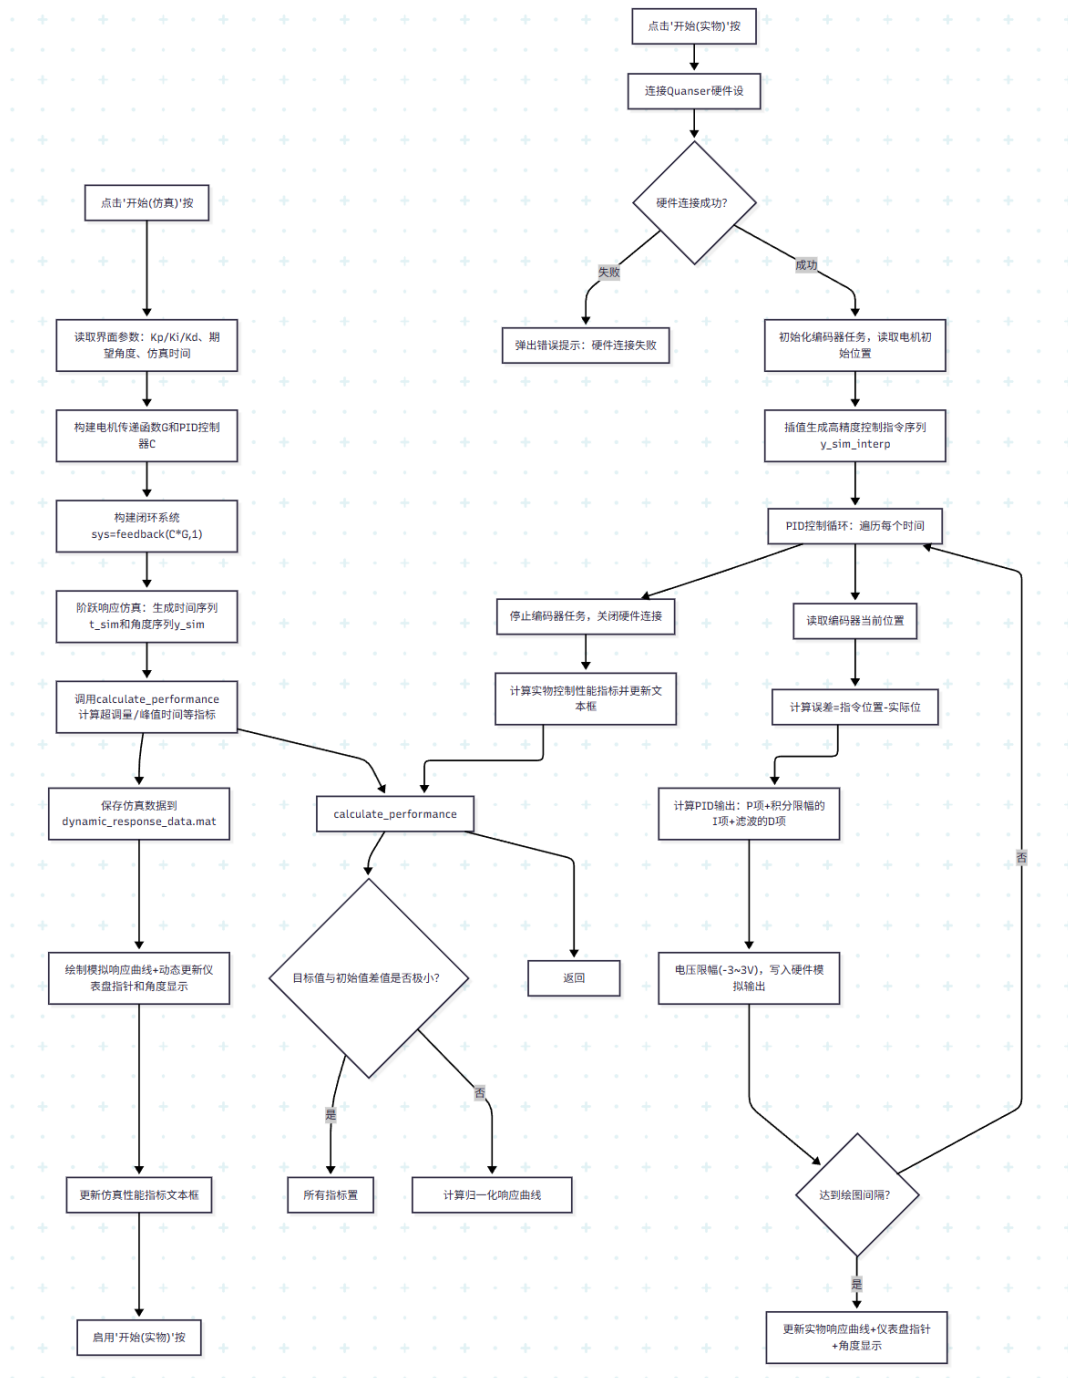 点击'开始(实物)'按
连接Quanser硬件设
硬件连接成功?
失败
成功
弹出错误提示：硬件连接失败
初始化编码器任务，读取电机初
始位置
插值生成高精度控制指令序列
y_sim_interp
PID控制循环：遍历每个时间
读取编码器当前位置
计算误差=指令位置-实际位
计算PID输出：P项+积分限幅的
I项+滤波的D项
电压限幅(-3~3V)，写入硬件模
拟输出
达到绘图间隔?
否
是
更新实物响应曲线+仪表盘指针
+角度显示
停止编码器任务，关闭硬件连接
计算实物控制性能指标并更新文
本框
点击'开始(仿真)'按
读取界面参数：Kp/Ki/Kd、期
望角度、仿真时间
构建电机传递函数G和PID控制
器C
构建闭环系统
sys=feedback(C*G,1)
阶跃响应仿真：生成时间序列
t_sim和角度序列y_sim
调用calculate_performance
计算超调量/峰值时间等指标
保存仿真数据到
dynamic_response_data.mat
绘制模拟响应曲线+动态更新仪
表盘指针和角度显示
更新仿真性能指标文本框
启用'开始(实物)'按
calculate_performance
目标值与初始值差值是否极小?
返回
是
否
所有指标置
计算归一化响应曲线